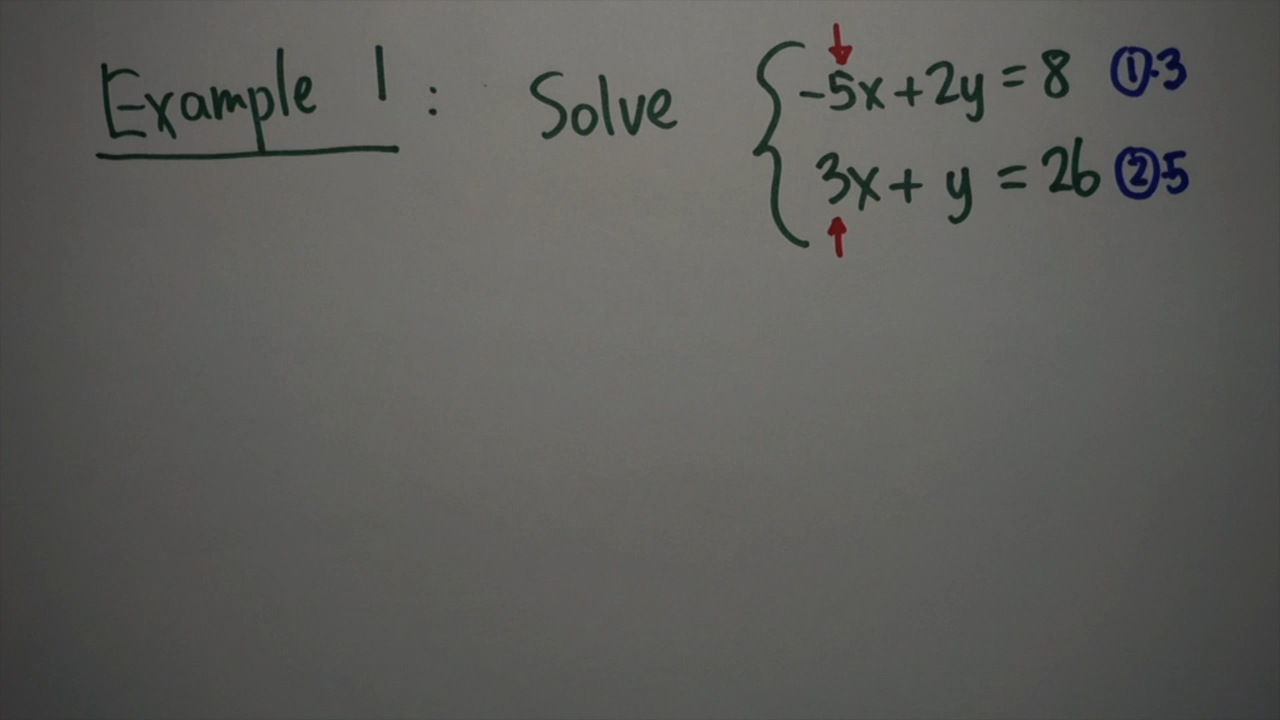 Example 1 : Solve { -5x+2y=8 ①·3
3x+ y = 26 ②·5